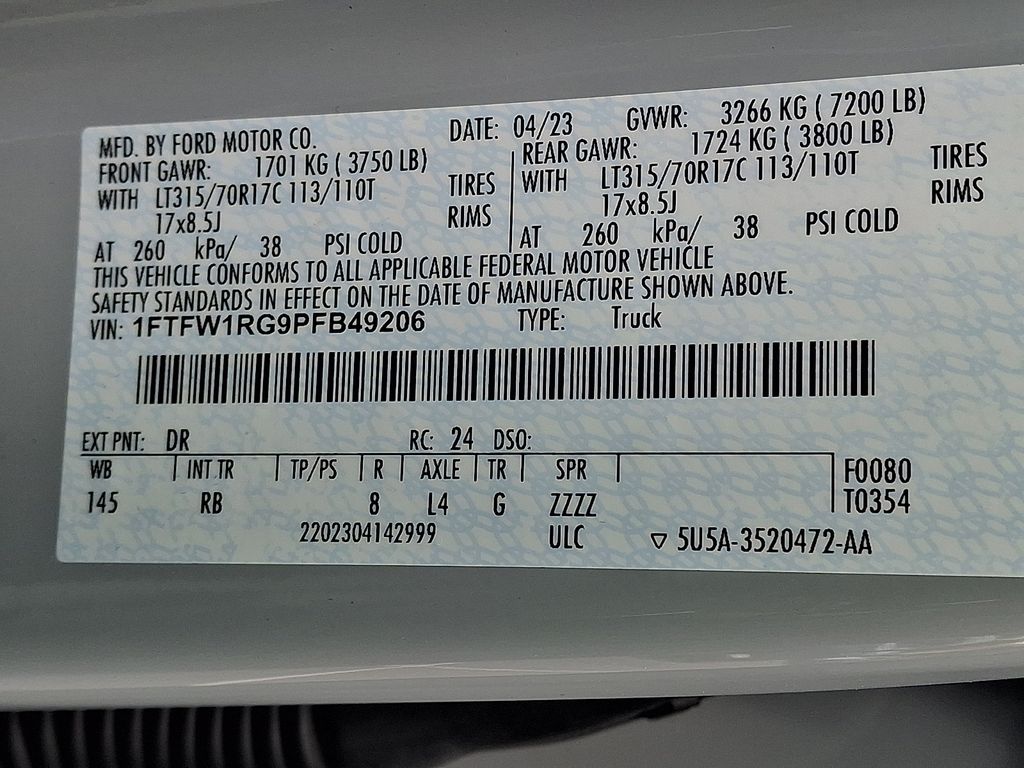 MFD. BY FORD MOTOR CO. DATE: 04/23 GVWR: 3266 KG ( 7200 LB)
FRONT GAWR: 1701 KG ( 3750 LB) REAR GAWR: 1724 KG ( 3800 LB)
WITH LT315/70R17C 113/110T TIRES WITH LT315/70R17C 113/110T TIRES
17x8.5J RIMS 17x8.5J RIMS
AT 260 kPa/ 38 PSI COLD AT 260 kPa/ 38 PSI COLD
THIS VEHICLE CONFORMS TO ALL APPLICABLE FEDERAL MOTOR VEHICLE
SAFETY STANDARDS IN EFFECT ON THE DATE OF MANUFACTURE SHOWN ABOVE.
VIN: 1FTFW1RG9PFB49206 TYPE: Truck
EXT PNT: DR RC: 24 DSO:
WB INT TR TP/PS R AXLE TR SPR F0080
145 RB 8 L4 G ZZZZ T0354
2202304142999 ULC ▽ 5U5A-3520472-AA